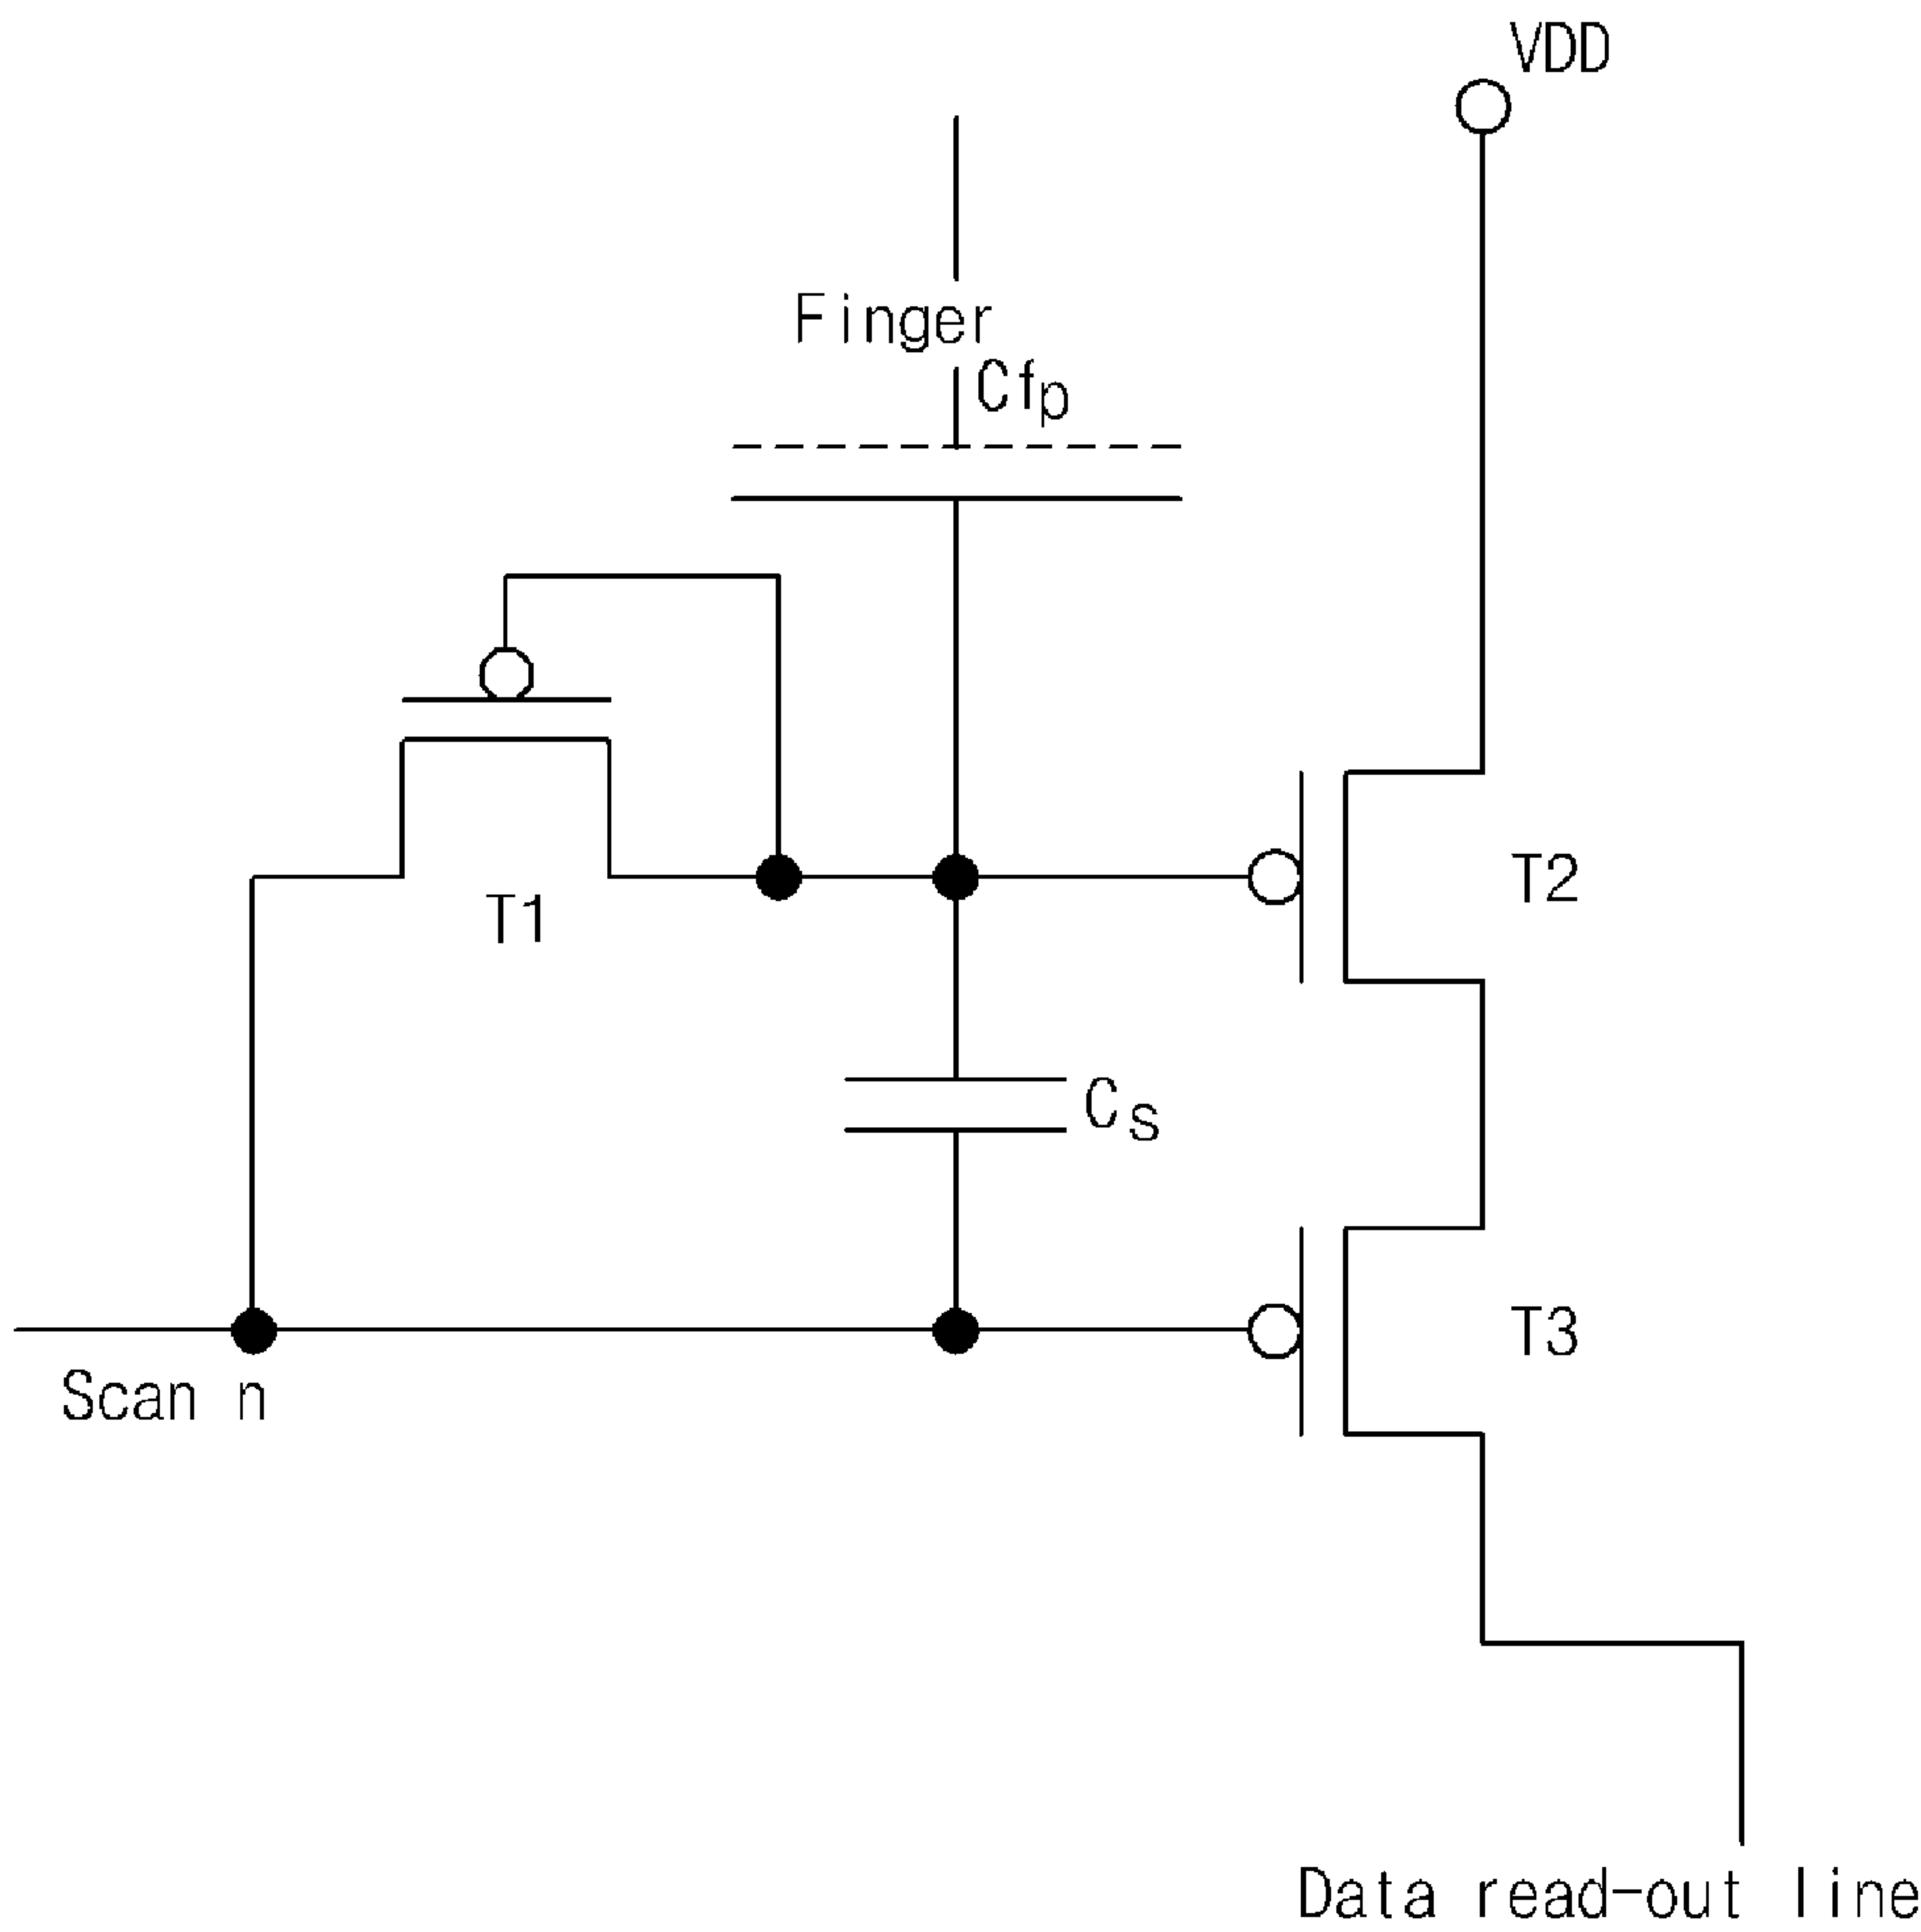 VDD
Finger
Cfp
T2
T1
Cs
T3
Scan n
Data read-out line